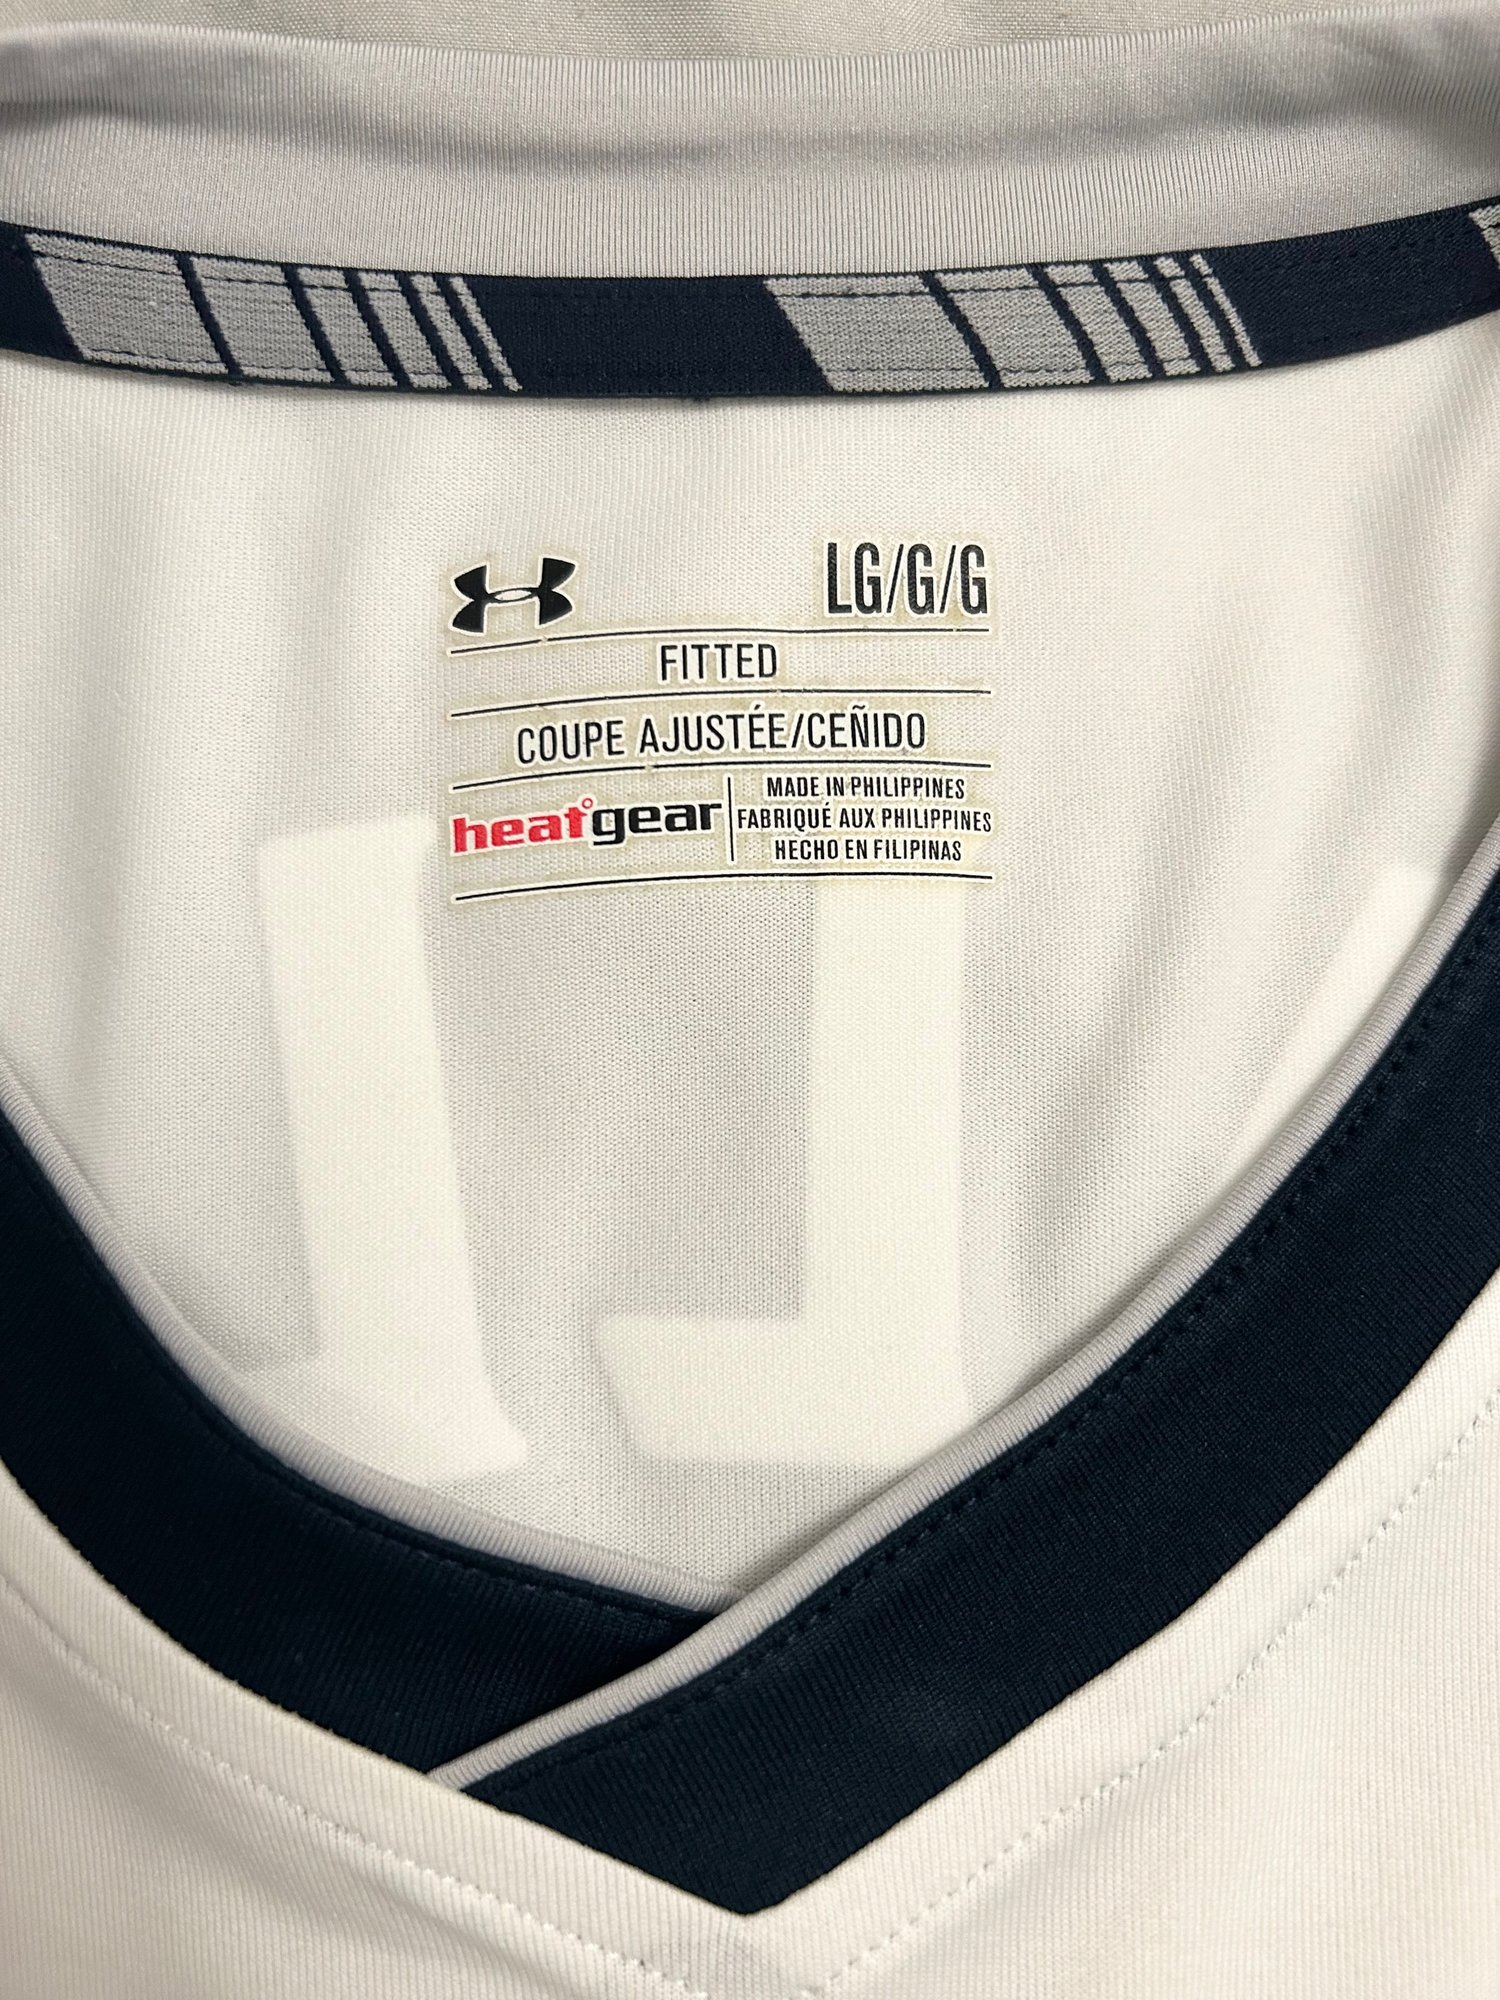 LG/G/G
FITTED
COUPE AJUSTÉE/CEÑIDO
heatgear
MADE IN PHILIPPINES
FABRIQUÉ AUX PHILIPPINES
HECHO EN FILIPINAS